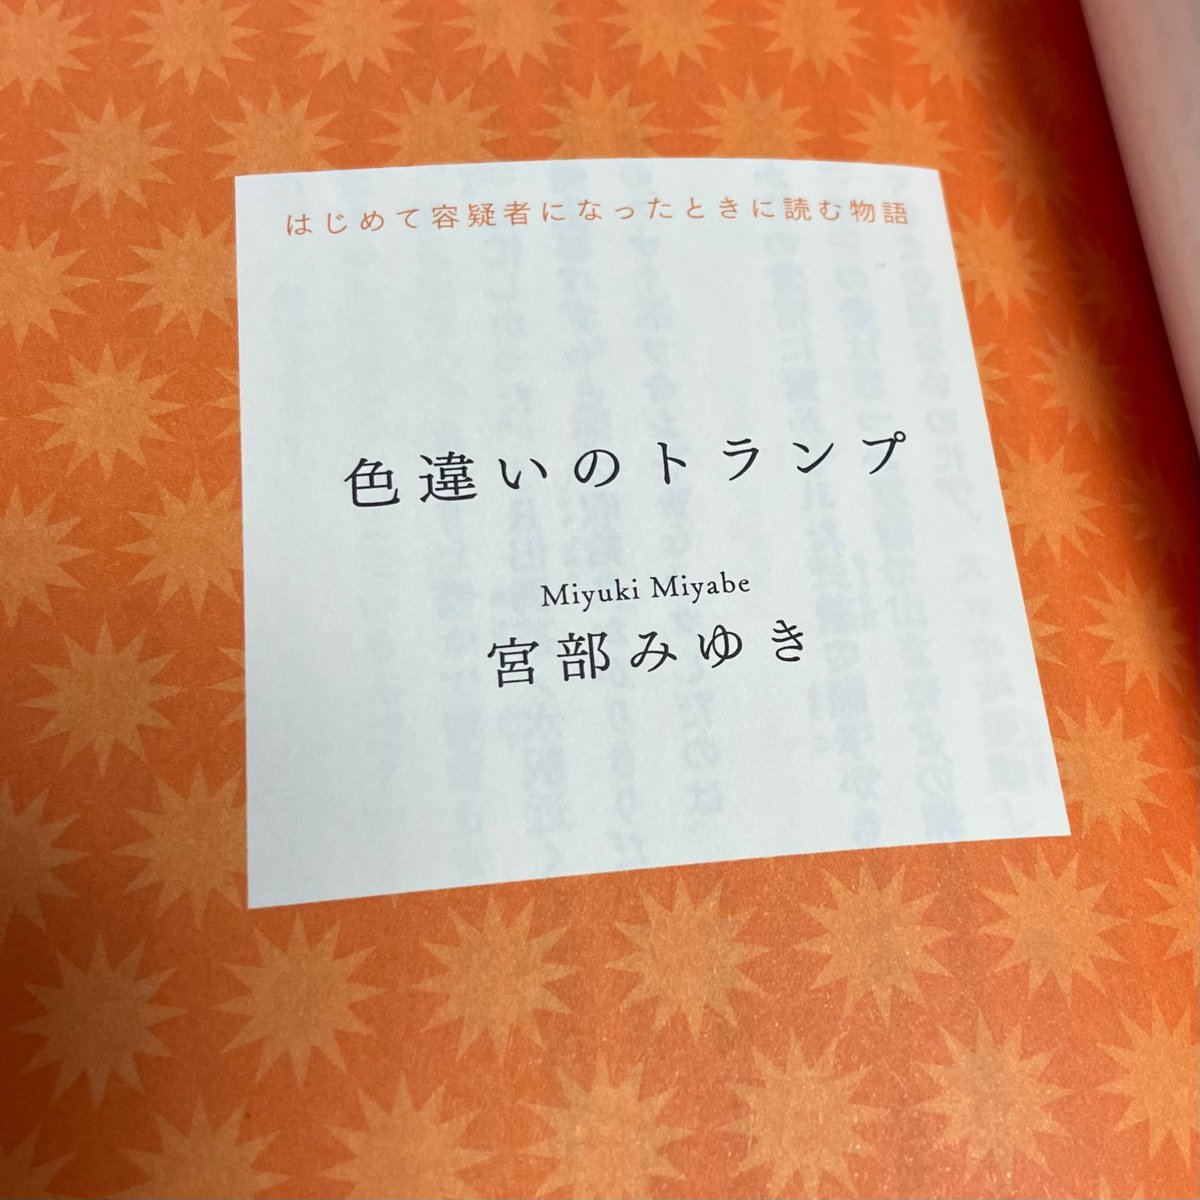 はじめて容疑者になったときに読む物語
色違いのトランプ
Miyuki Miyabe
宮部みゆき